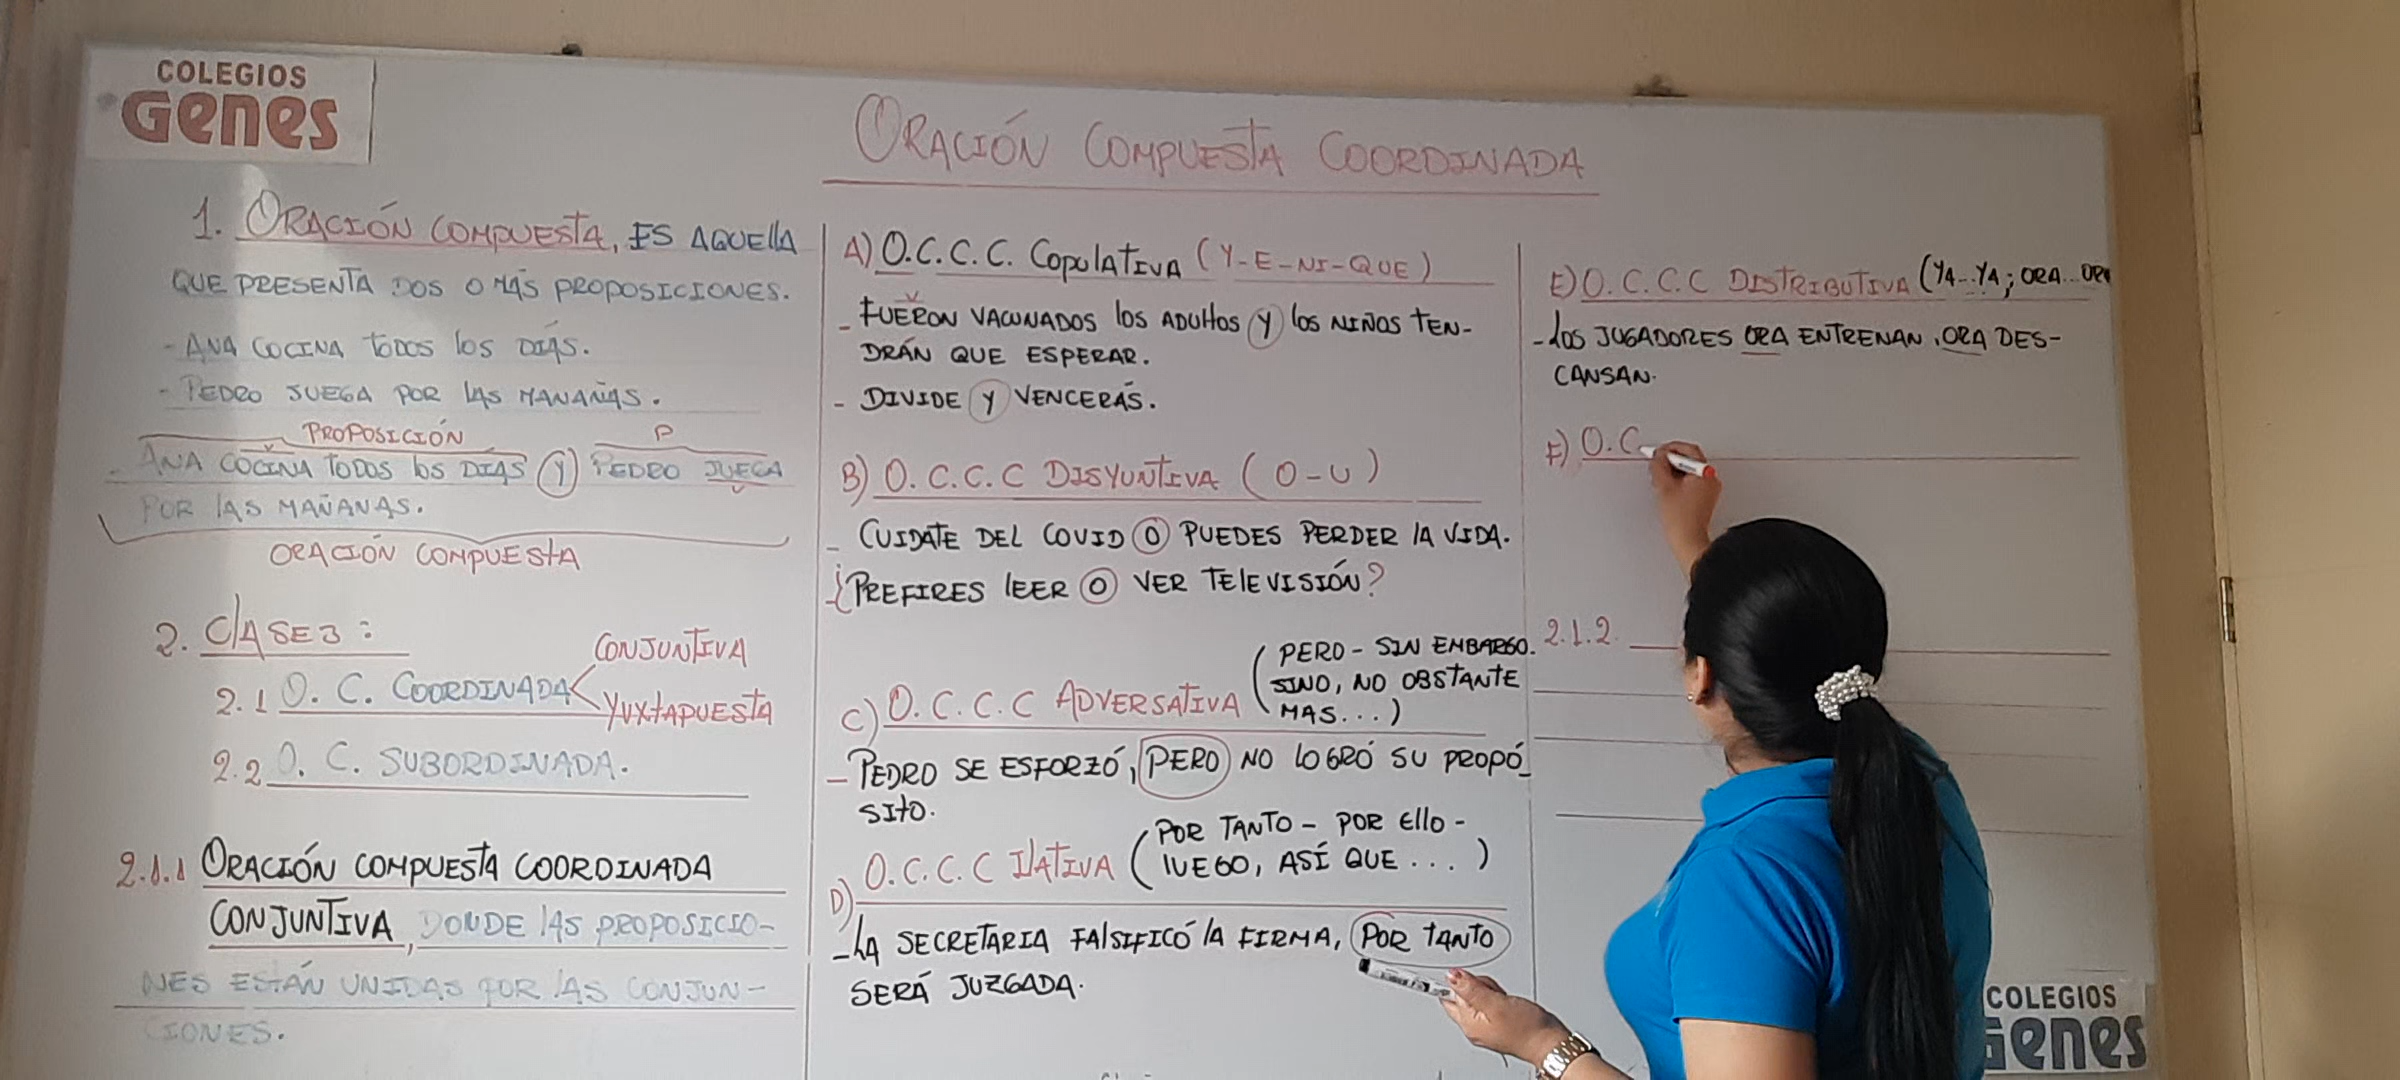 COLEGIOS
Genes
ORACIÓN COMPUESTA COORDINADA
1. ORACIÓN COMPUESTA, ES AQUELLA
QUE PRESENTA DOS O MÁS PROPOSICIONES.
- ANA COCINA TODOS LOS DÍAS.
- PEDRO JUEGA POR LAS MAÑANAS.
PROPOSICIÓN P
- ANA COCINA TODOS LOS DÍAS Y PEDRO JUEGA
POR LAS MAÑANAS.
ORACIÓN COMPUESTA
2. CLASES:
CONJUNTIVA
2.1 O. C. COORDINADA
YUXTAPUESTA
2.2 O. C. SUBORDINADA.
2.1.1 ORACIÓN COMPUESTA COORDINADA
CONJUNTIVA, DONDE LAS PROPOSICIO-
NES ESTÁN UNIDAS POR LAS CONJUN-
CIONES.
A) O.C.C.C. COPULATIVA (Y-E-NI-QUE)
- FUERON VACUNADOS LOS ADULTOS Y LOS NIÑOS TEN-
DRÁN QUE ESPERAR.
- DIVIDE Y VENCERÁS.
B) O.C.C.C DISYUNTIVA (O-U)
- CUIDATE DEL COVID O PUEDES PERDER LA VIDA.
- ¿PREFIRES LEER O VER TELEVISIÓN?
C) O.C.C.C ADVERSATIVA (PERO - SIN EMBARGO.
SINO, NO OBSTANTE
MAS...)
- PEDRO SE ESFORZÓ, PERO NO LOGRÓ SU PROPÓ-
SITO.
D) O.C.C.C ILATIVA (POR TANTO - POR ELLO -
LUEGO, ASÍ QUE ...)
- LA SECRETARIA FALSIFICÓ LA FIRMA, POR TANTO
SERÁ JUZGADA.
E) O.C.C.C DISTRIBUTIVA (YA...YA; ORA...ORA
- LOS JUGADORES ORA ENTRENAN, ORA DES-
CANSAN.
F) O.C
2.1.2
COLEGIOS
Genes